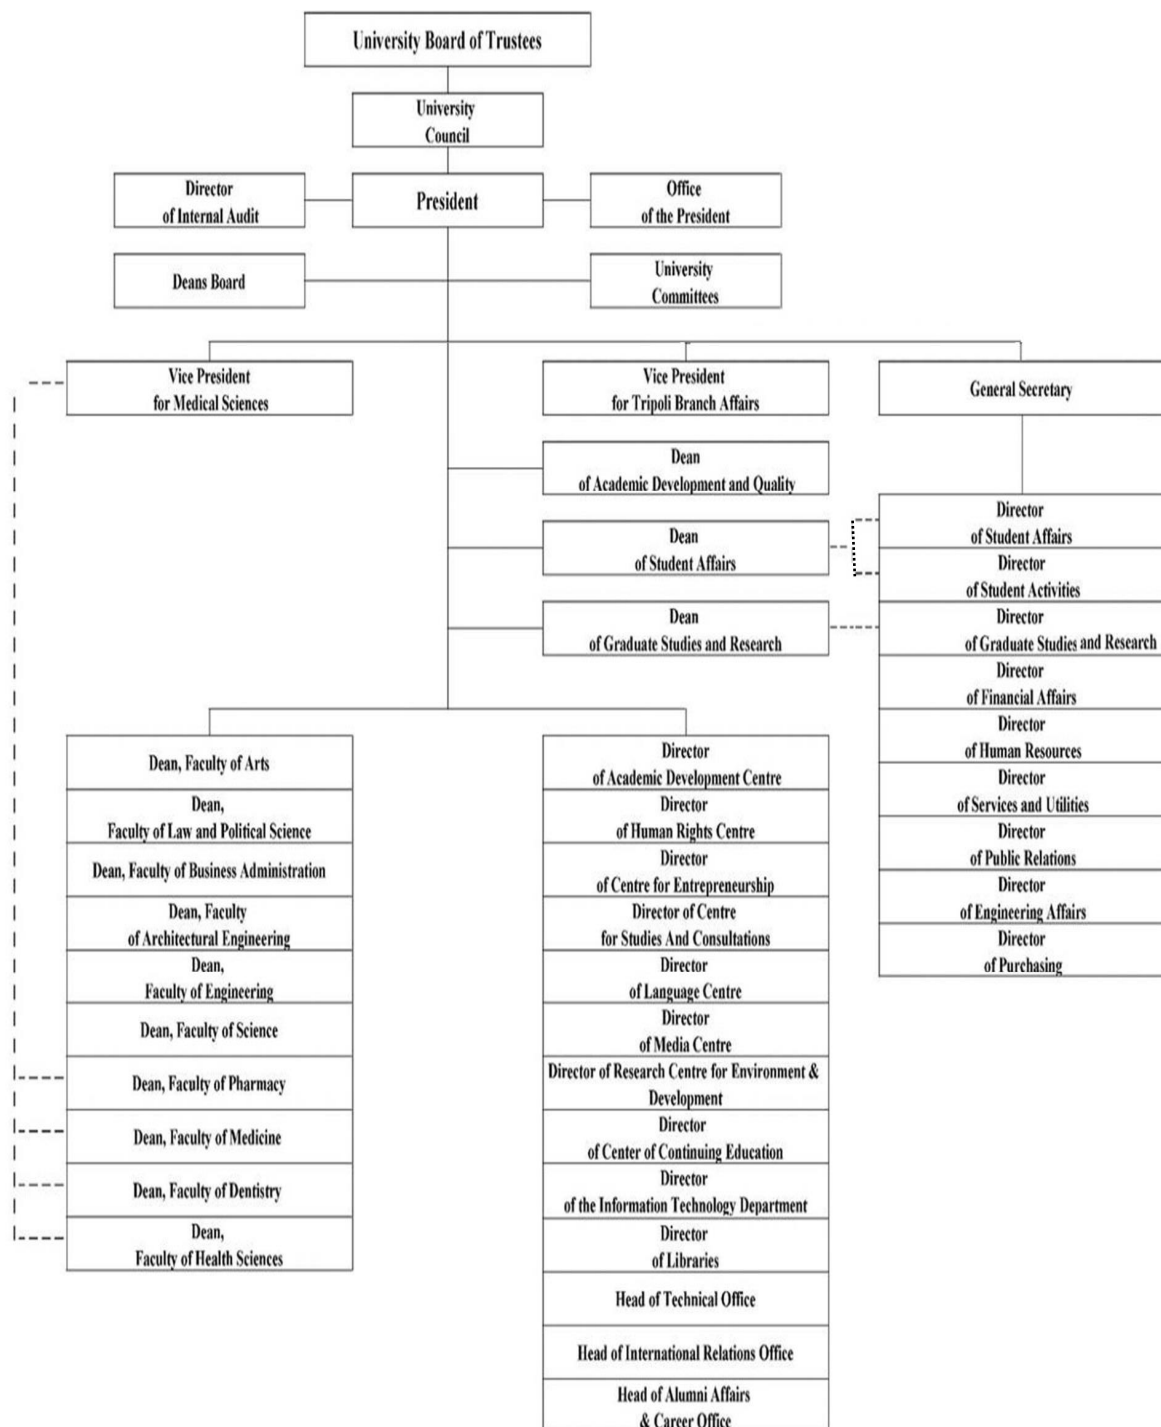 University Board of Trustees
University
Council
Director
of Internal Audit
President
Office
of the President
Deans Board
University
Committees
Vice President
for Medical Sciences
Vice President
for Tripoli Branch Affairs
General Secretary
Dean
of Academic Development and Quality
Dean
of Student Affairs
Dean
of Graduate Studies and Research
Director
of Student Affairs
Director
of Student Activities
Director
of Graduate Studies and Research
Director
of Financial Affairs
Director
of Human Resources
Director
of Services and Utilities
Director
of Public Relations
Director
of Engineering Affairs
Director
of Purchasing
Dean, Faculty of Arts
Dean,
Faculty of Law and Political Science
Dean, Faculty of Business Administration
Dean, Faculty
of Architectural Engineering
Dean,
Faculty of Engineering
Dean, Faculty of Science
Dean, Faculty of Pharmacy
Dean, Faculty of Medicine
Dean, Faculty of Dentistry
Dean,
Faculty of Health Sciences
Director
of Academic Development Centre
Director
of Human Rights Centre
Director
of Centre for Entrepreneurship
Director of Centre
for Studies And Consultations
Director
of Language Centre
Director
of Media Centre
Director of Research Centre for Environment &
Development
Director
of Center of Continuing Education
Director
of the Information Technology Department
Director
of Libraries
Head of Technical Office
Head of International Relations Office
Head of Alumni Affairs
& Career Office